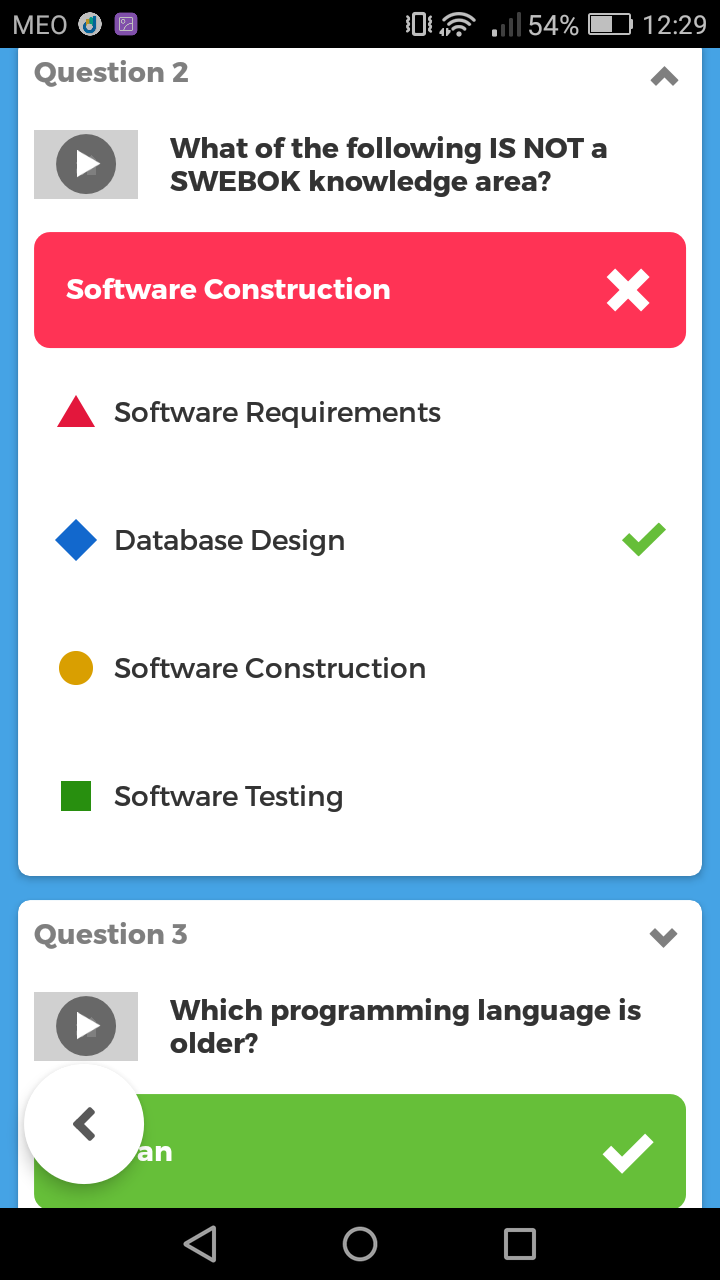 MEO 54% 12:29
Question 2
What of the following IS NOT a
SWEBOK knowledge area?
Software Construction
Software Requirements
Database Design
Software Construction
Software Testing
Question 3
Which programming language is
older?
an